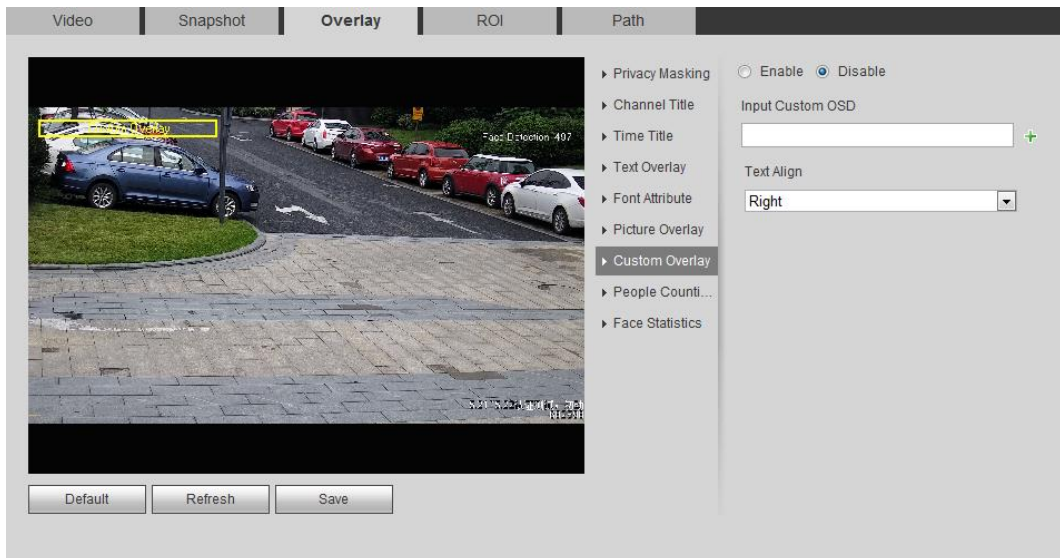 Video
Snapshot
Overlay
ROI
Path
Overlay
Face Detection 497
Default
Refresh
Save
Privacy Masking
Channel Title
Time Title
Text Overlay
Font Attribute
Picture Overlay
Custom Overlay
People Counti...
Face Statistics
Enable
Disable
Input Custom OSD
Text Align
Right